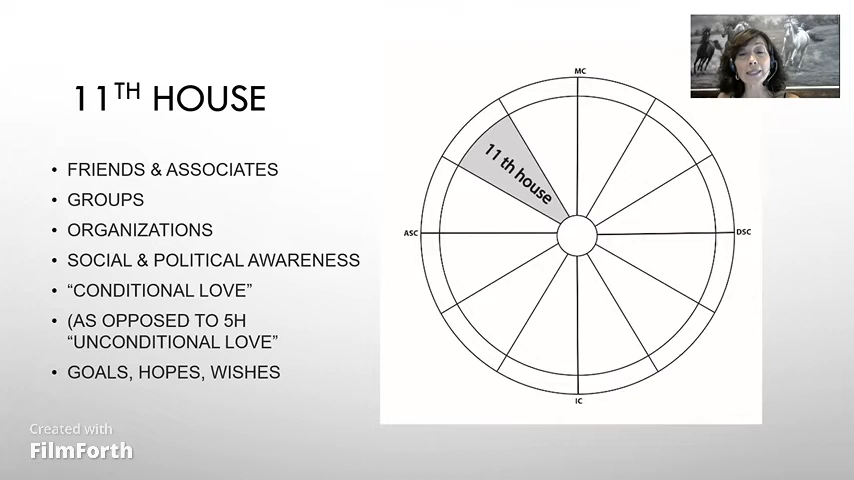 11TH HOUSE
• FRIENDS & ASSOCIATES
• GROUPS
• ORGANIZATIONS
• SOCIAL & POLITICAL AWARENESS
• “CONDITIONAL LOVE”
• (AS OPPOSED TO 5H
“UNCONDITIONAL LOVE”
• GOALS, HOPES, WISHES
MC
11 th house
ASC
DSC
IC
Created with
FilmForth